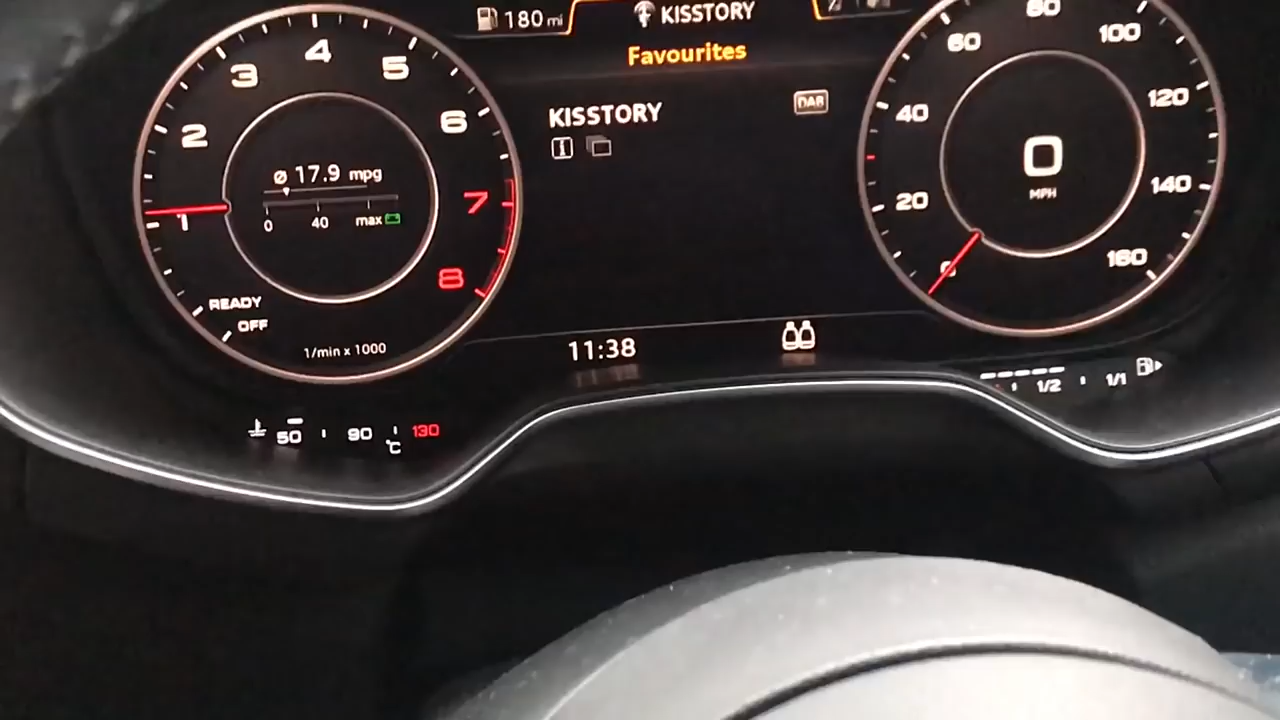 180 mi
KISSTORY
Favourites
KISSTORY
DAB
1
2
3
4
5
6
7
8
ø 17.9 mpg
0 40 max
READY
OFF
1/min x 1000
20
40
60
80
100
120
140
160
0
MPH
11:38
50 90 °C 130
1/2 1/1